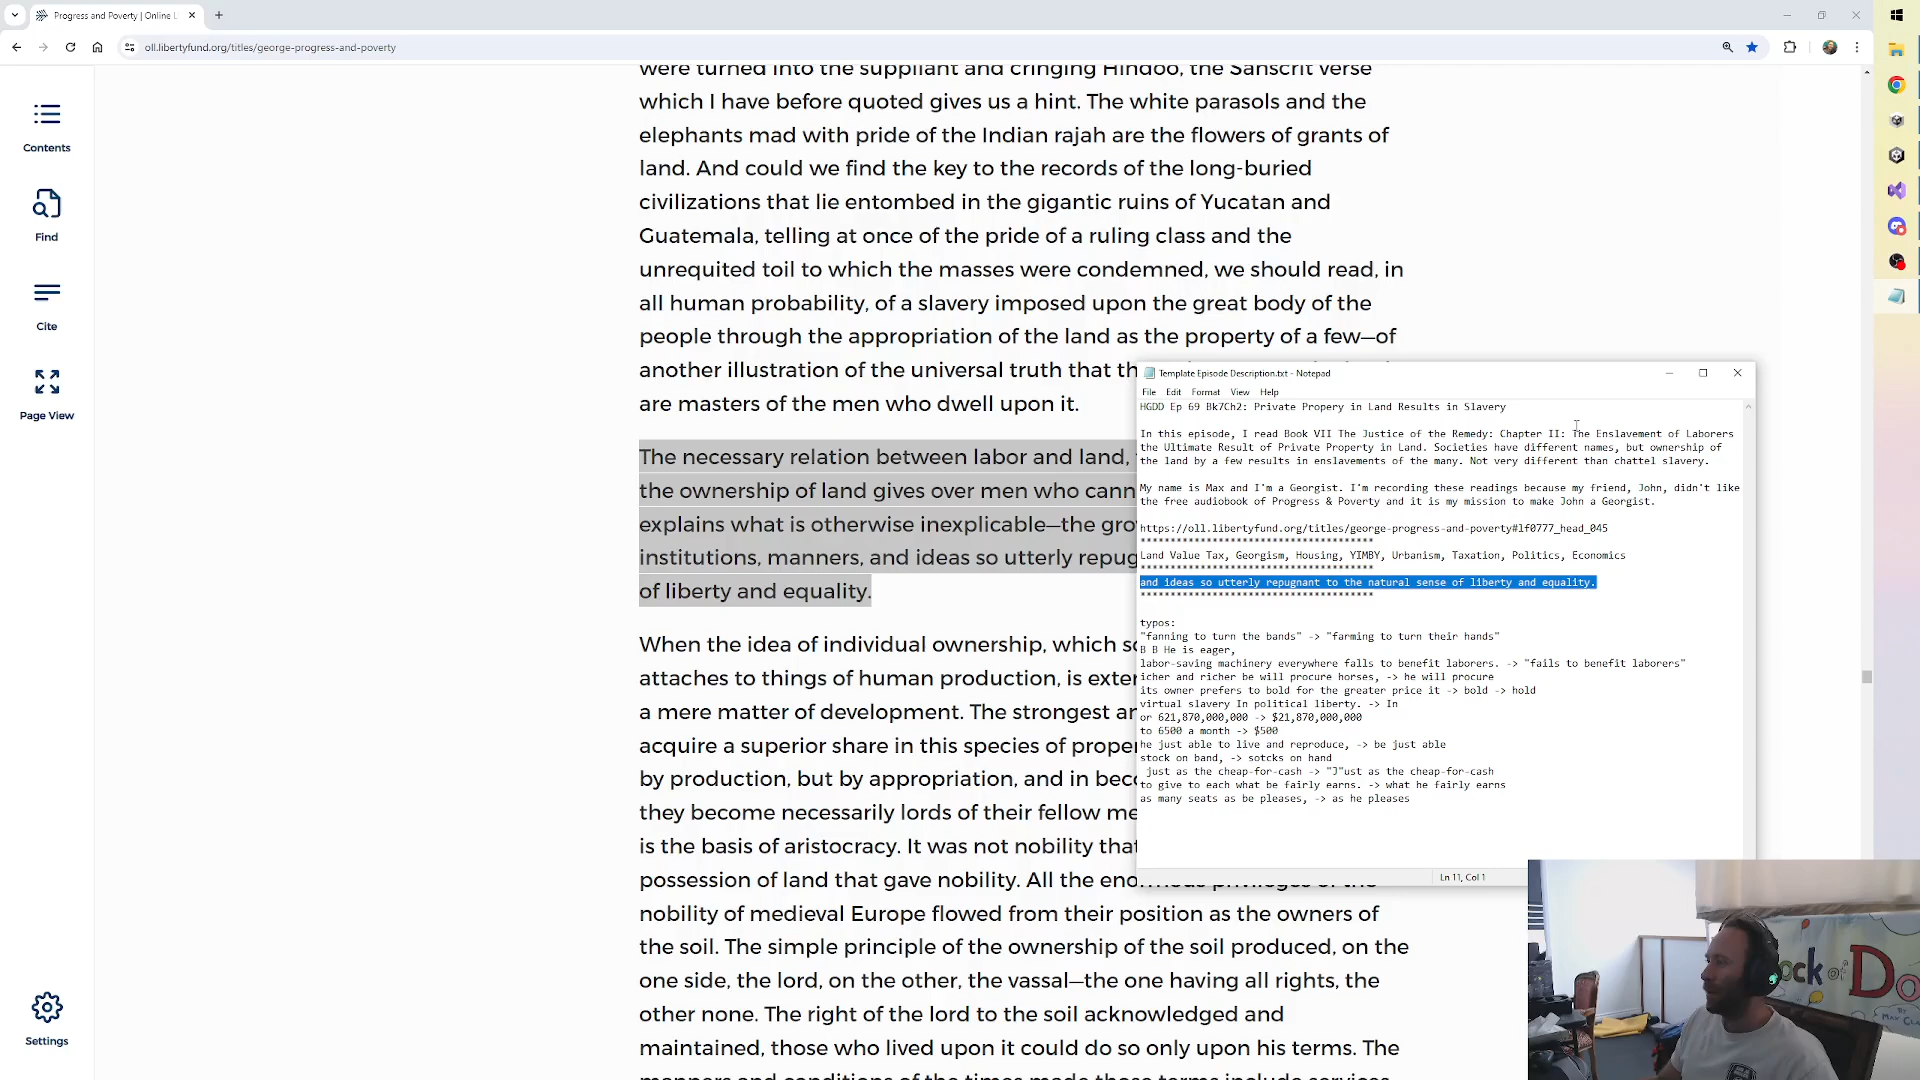 Progress and Poverty | Online L
oll.libertyfund.org/titles/george-progress-and-poverty
Contents
Find
Cite
Page View
Settings
were turned into the suppliant and cringing Hindoo, the Sanscrit verse
which I have before quoted gives us a hint. The white parasols and the
elephants mad with pride of the Indian rajah are the flowers of grants of
land. And could we find the key to the records of the long-buried
civilizations that lie entombed in the gigantic ruins of Yucatan and
Guatemala, telling at once of the pride of a ruling class and the
unrequited toil to which the masses were condemned, we should read, in
all human probability, of a slavery imposed upon the great body of the
people through the appropriation of the land as the property of a few—of
another illustration of the universal truth that th
are masters of the men who dwell upon it.
The necessary relation between labor and land,
the ownership of land gives over men who cann
explains what is otherwise inexplicable—the gro
institutions, manners, and ideas so utterly repug
of liberty and equality.
When the idea of individual ownership, which so
attaches to things of human production, is exten
a mere matter of development. The strongest an
acquire a superior share in this species of proper
by production, but by appropriation, and in beco
they become necessarily lords of their fellow me
is the basis of aristocracy. It was not nobility that
possession of land that gave nobility. All the enormous privileges of the
nobility of medieval Europe flowed from their position as the owners of
the soil. The simple principle of the ownership of the soil produced, on the
one side, the lord, on the other, the vassal—the one having all rights, the
other none. The right of the lord to the soil acknowledged and
maintained, those who lived upon it could do so only upon his terms. The
manners and conditions of the times made those terms include services
Template Episode Description.txt - Notepad
File Edit Format View Help
HGDD Ep 69 Bk7Ch2: Private Propery in Land Results in Slavery
In this episode, I read Book VII The Justice of the Remedy: Chapter II: The Enslavement of Laborers
the Ultimate Result of Private Property in Land. Societies have different names, but ownership of
the land by a few results in enslavements of the many. Not very different than chattel slavery.
My name is Max and I'm a Georgist. I'm recording these readings because my friend, John, didn't like
the free audiobook of Progress & Poverty and it is my mission to make John a Georgist.
https://oll.libertyfund.org/titles/george-progress-and-poverty#lf0777_head_045
***************************************
Land Value Tax, Georgism, Housing, YIMBY, Urbanism, Taxation, Politics, Economics
***************************************
and ideas so utterly repugnant to the natural sense of liberty and equality.
***************************************
typos:
"fanning to turn the bands" -> "farming to turn their hands"
B B He is eager,
labor-saving machinery everywhere falls to benefit laborers. -> "fails to benefit laborers"
icher and richer be will procure horses, -> he will procure
its owner prefers to bold for the greater price it -> bold -> hold
virtual slavery In political liberty. -> In
or 621,870,000,000 -> $21,870,000,000
to 6500 a month -> $500
he just able to live and reproduce, -> be just able
stock on band, -> sotcks on hand
just as the cheap-for-cash -> "J"ust as the cheap-for-cash
to give to each what be fairly earns. -> what he fairly earns
as many seats as be pleases, -> as he pleases
Ln 11, Col 1